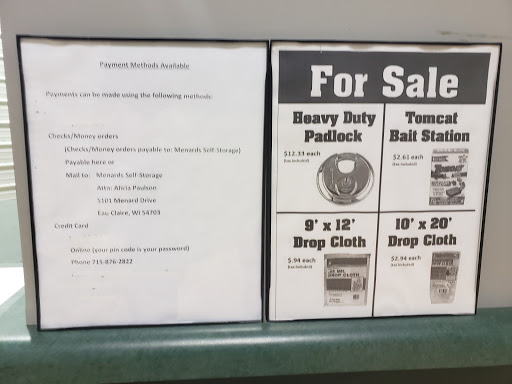 Payment Methods Available
Payments can be made using the following methods:
Checks/Money orders
(Checks/Money orders payable to: Menards Self-Storage)
Payable here or
Mail to: Menards Self-Storage
Attn: Alicia Paulson
5101 Menard Drive
Eau Claire, WI 54703
Credit Card
Online (your pin code is your password)
Phone 715-876-2822
For Sale
Heavy Duty
Padlock
$12.33 each
(tax included)
Tomcat
Bait Station
$2.61 each
(tax included)
TOMCAT
9' x 12'
Drop Cloth
$.94 each
(tax included)
DROP CLOTH
10' x 20'
Drop Cloth
$2.94 each
(tax included)